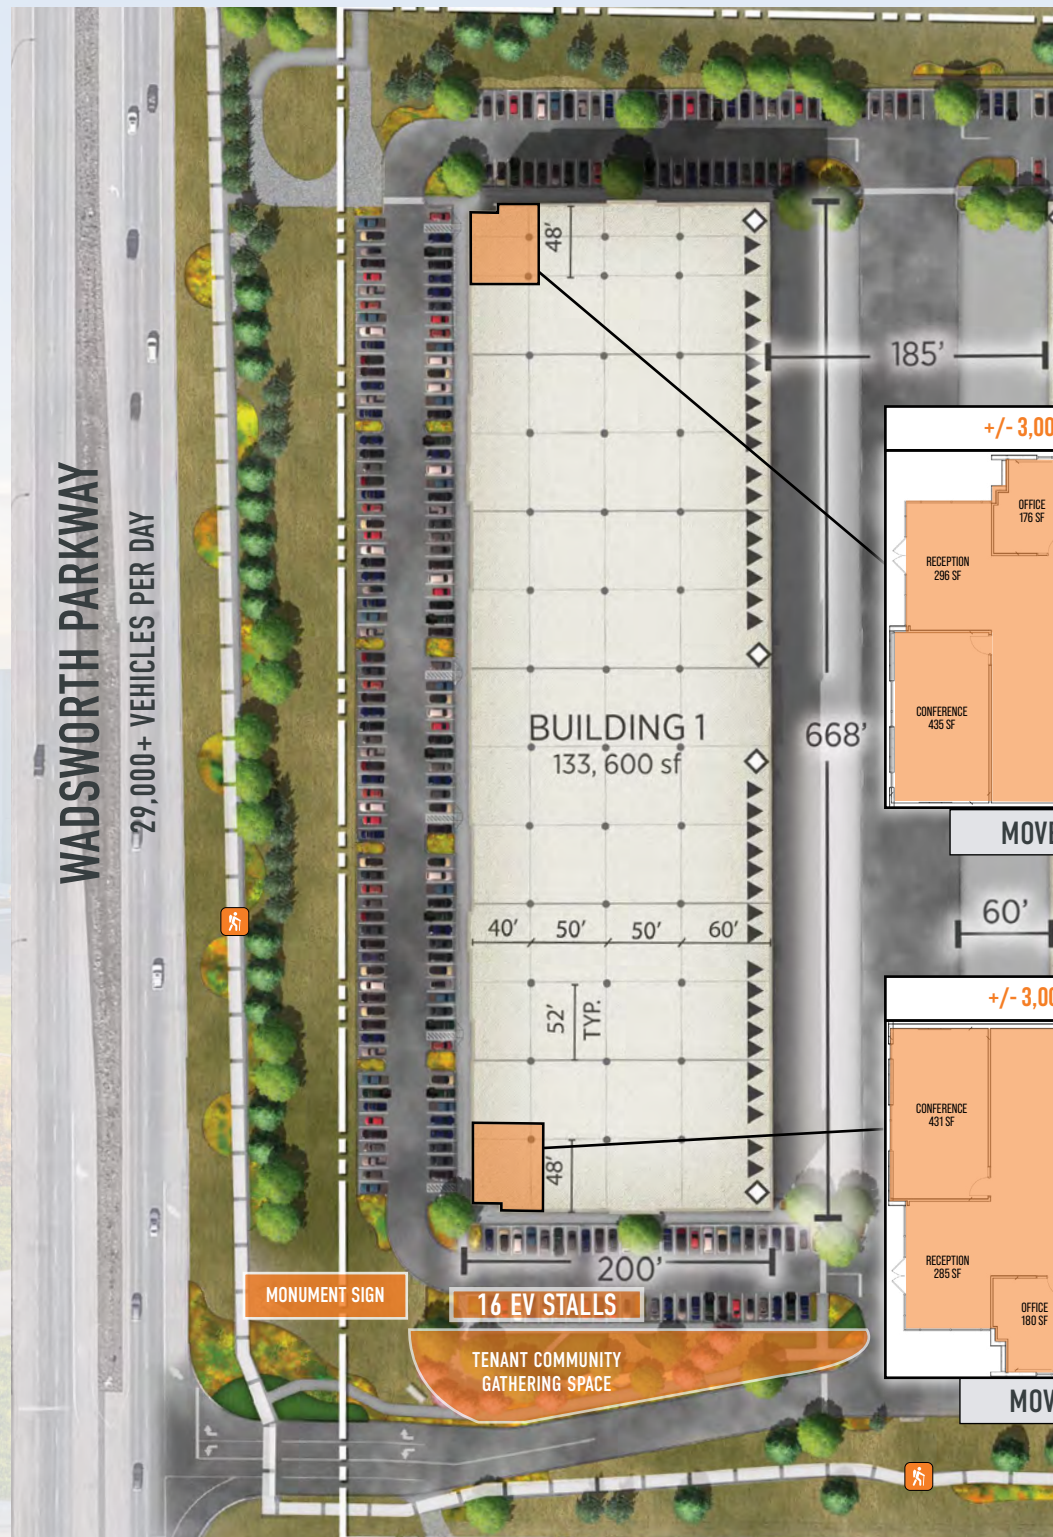 WADSWORTH PARKWAY
29,000+ VEHICLES PER DAY
48'
185'
+/- 3,00
OFFICE
176 SF
RECEPTION
296 SF
CONFERENCE
435 SF
BUILDING 1
133, 600 sf
668'
MOV
60'
40' 50' 50' 60'
52'
TYP.
+/- 3,00
CONFERENCE
431 SF
48'
RECEPTION
285 SF
OFFICE
180 SF
200'
MONUMENT SIGN
16 EV STALLS
TENANT COMMUNITY
GATHERING SPACE
MOV